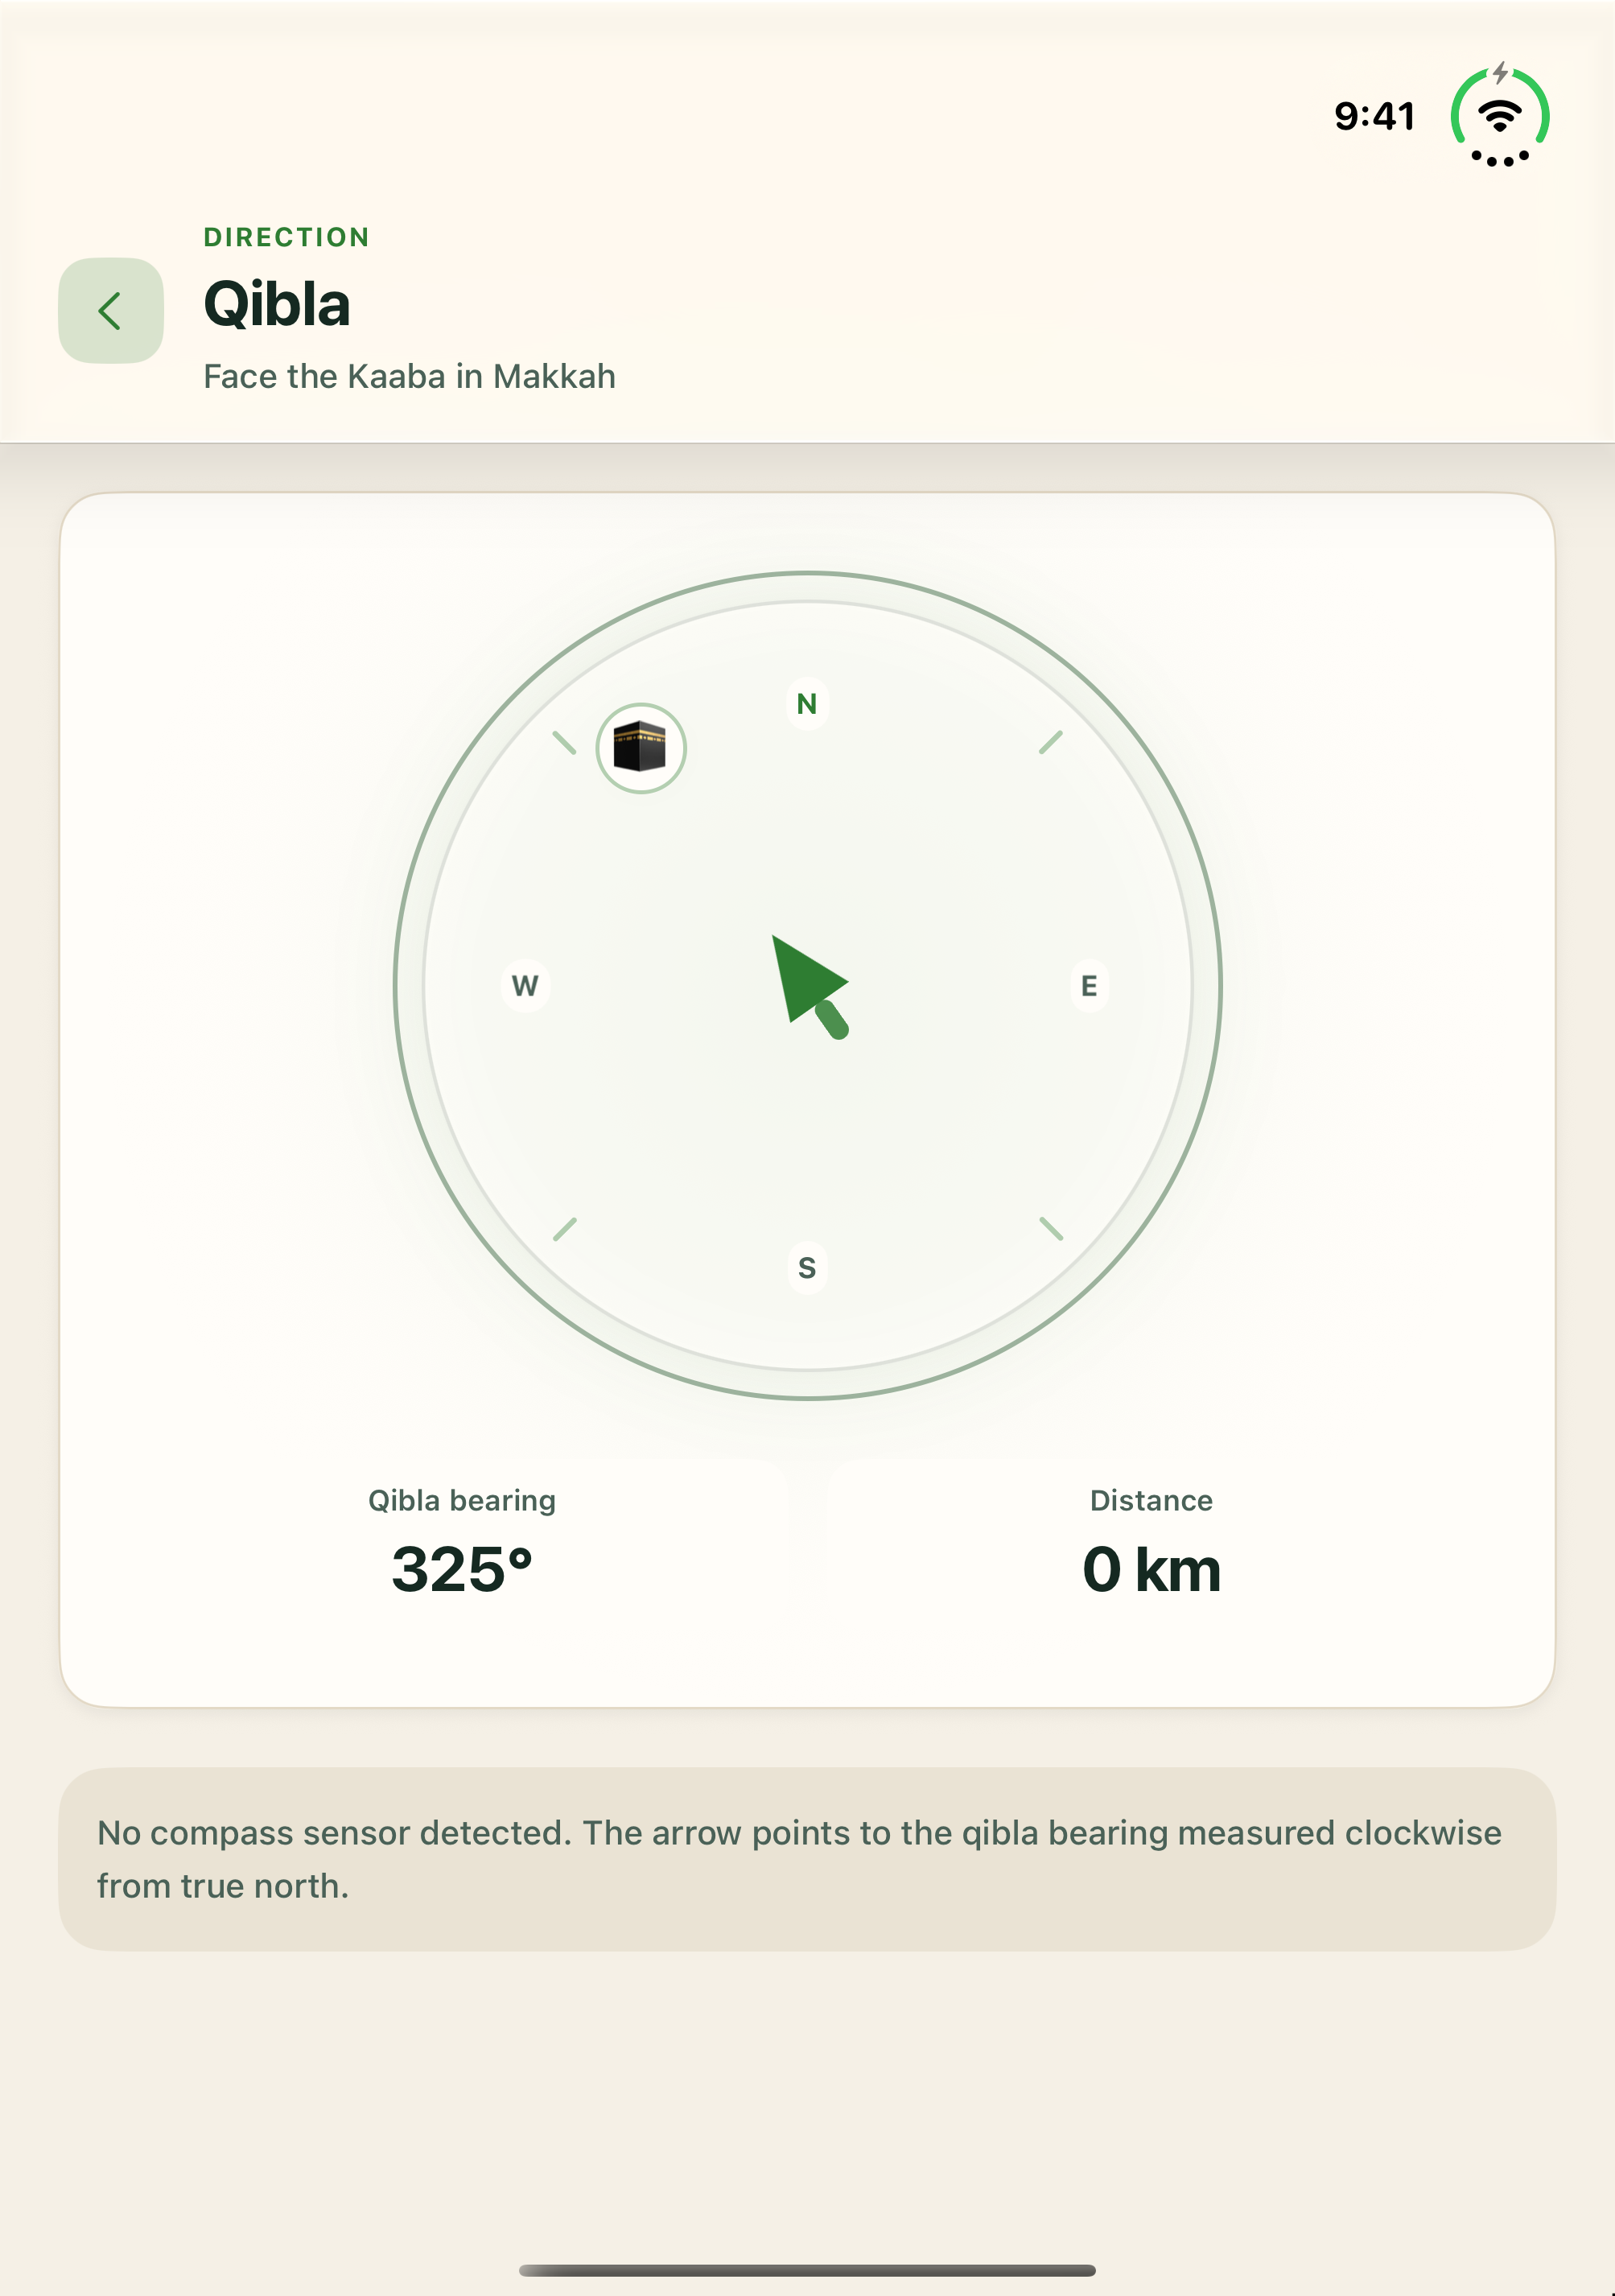 9:41
DIRECTION
Qibla
Face the Kaaba in Makkah
N
W
E
S
Qibla bearing
325°
Distance
0 km
No compass sensor detected. The arrow points to the qibla bearing measured clockwise
from true north.